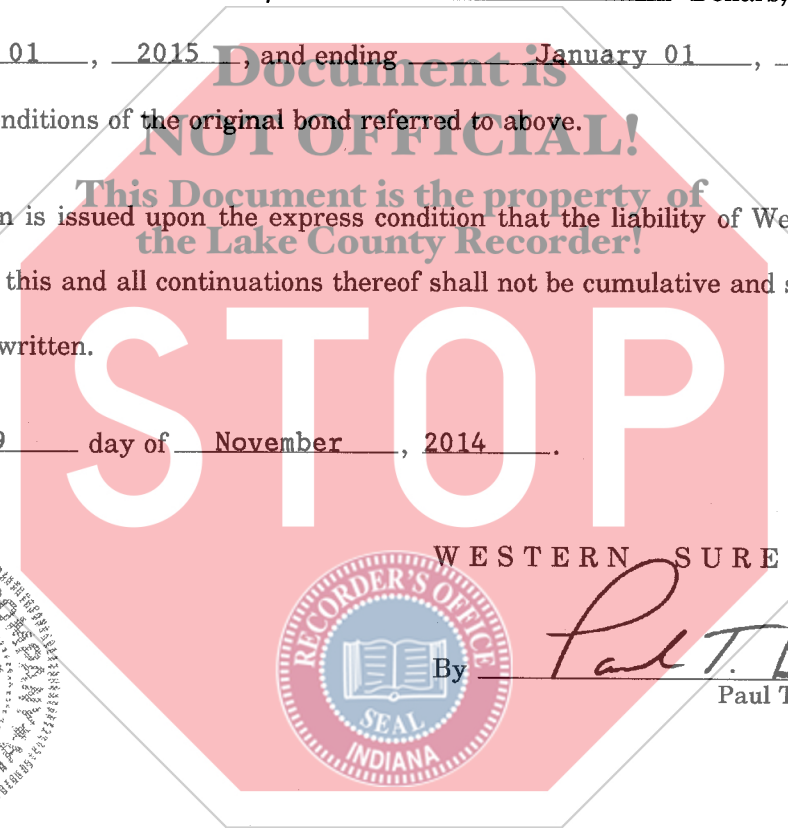 01 , 2015 , and ending January 01 ,
Document is
nditions of the original bond referred to above.
NOT OFFICIAL!
This Document is the property of
n is issued upon the express condition that the liability of We
the Lake County Recorder!
this and all continuations thereof shall not be cumulative and s
written.
STOP
9 day of November , 2014 .
WESTERN SURE
RECORDER'S OFFICE
SEAL
INDIANA
By Paul T.
Paul T